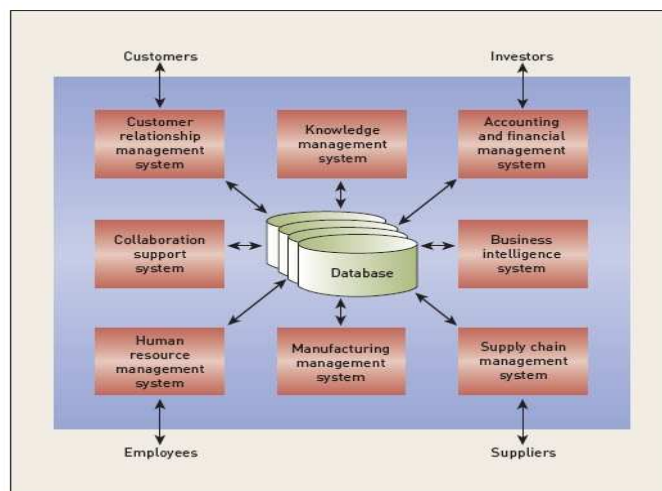 Customers
Investors
Customer
relationship
management
system
Knowledge
management
system
Accounting
and financial
management
system
Collaboration
support
system
Database
Business
intelligence
system
Human
resource
management
system
Manufacturing
management
system
Supply chain
management
system
Employees
Suppliers